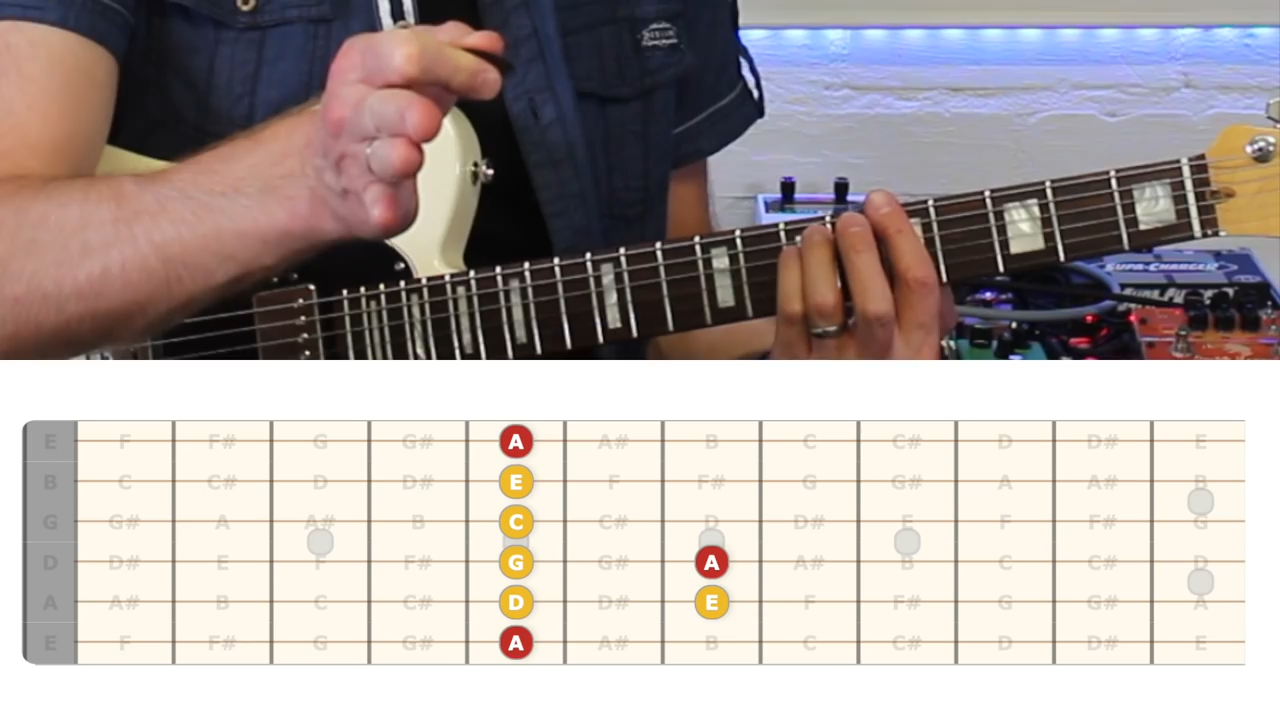 SUPA-CHARGER
E F F# G G# A A# B C C# D D# E
B C C# D D# E F F# G G# A A# B
G G# A A# B C C# D D# E F F# G
D D# E F F# G G# A A# B C C# D
A A# B C C# D D# E F F# G G# A
E F F# G G# A A# B C C# D D# E